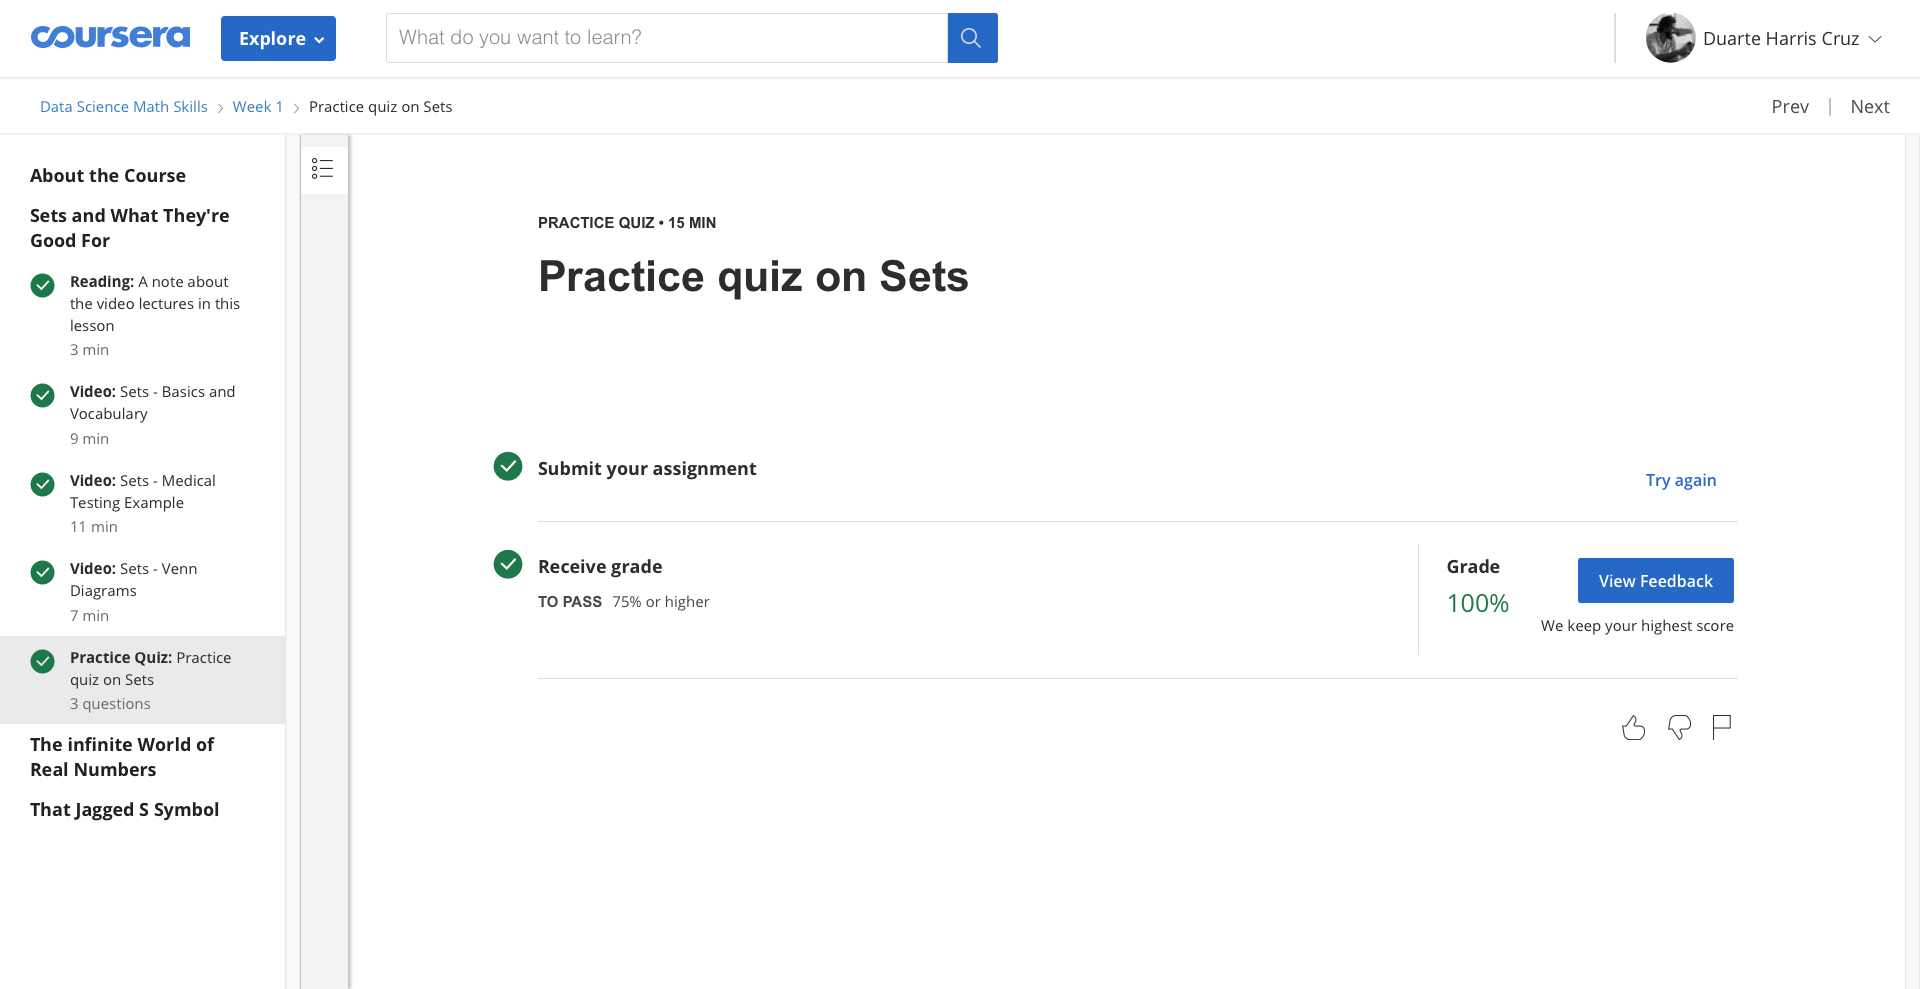 coursera
Explore
What do you want to learn?
Duarte Harris Cruz
Data Science Math Skills
Week 1
Practice quiz on Sets
Prev
Next
About the Course
Sets and What They're
Good For
Reading: A note about
the video lectures in this
lesson
3 min
Video: Sets - Basics and
Vocabulary
9 min
Video: Sets - Medical
Testing Example
11 min
Video: Sets - Venn
Diagrams
7 min
Practice Quiz: Practice
quiz on Sets
3 questions
The infinite World of
Real Numbers
That Jagged S Symbol
PRACTICE QUIZ • 15 MIN
Practice quiz on Sets
Submit your assignment
Try again
Receive grade
TO PASS 75% or higher
Grade
100%
View Feedback
We keep your highest score